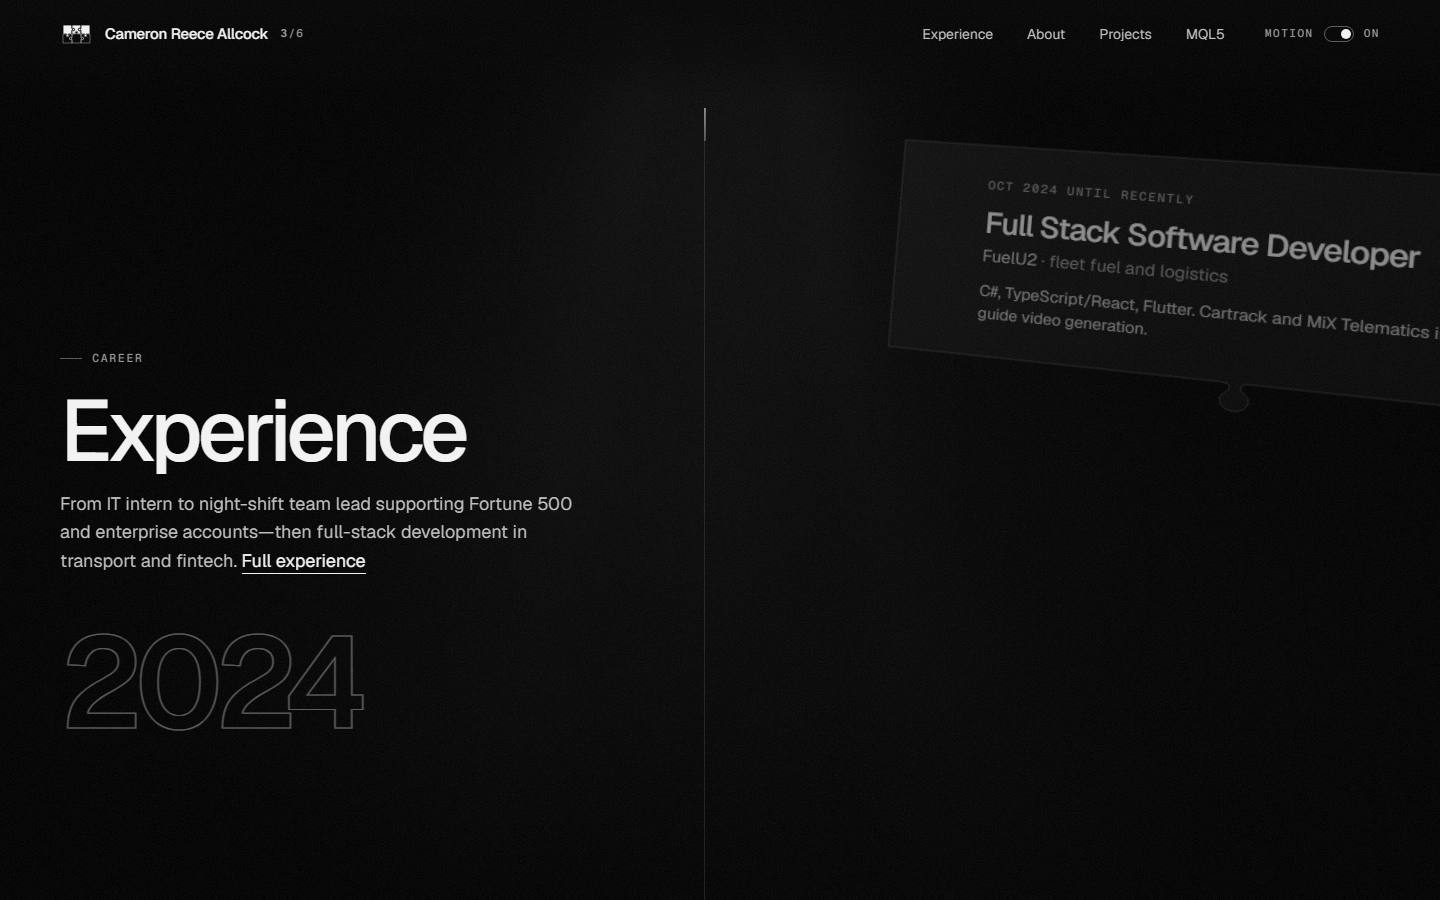 Cameron Reece Allcock 3/6
Experience About Projects MQL5 MOTION ON
OCT 2024 UNTIL RECENTLY
Full Stack Software Developer
FuelU2 · fleet fuel and logistics
C#, TypeScript/React, Flutter. Cartrack and MiX Telematics
guide video generation.
CAREER
Experience
From IT intern to night-shift team lead supporting Fortune 500
and enterprise accounts—then full-stack development in
transport and fintech. Full experience
2024